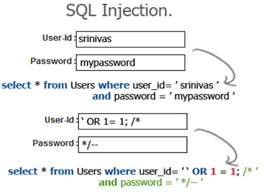 SQL Injection.
User-Id : srinivas
Password : mypassword
select * from Users where user_id= ' srinivas '
and password = ' mypassword '
User-Id : ' OR 1= 1; /*
Password : */--
select * from Users where user_id= '' OR 1 = 1; /* '
and password = ' */-- '